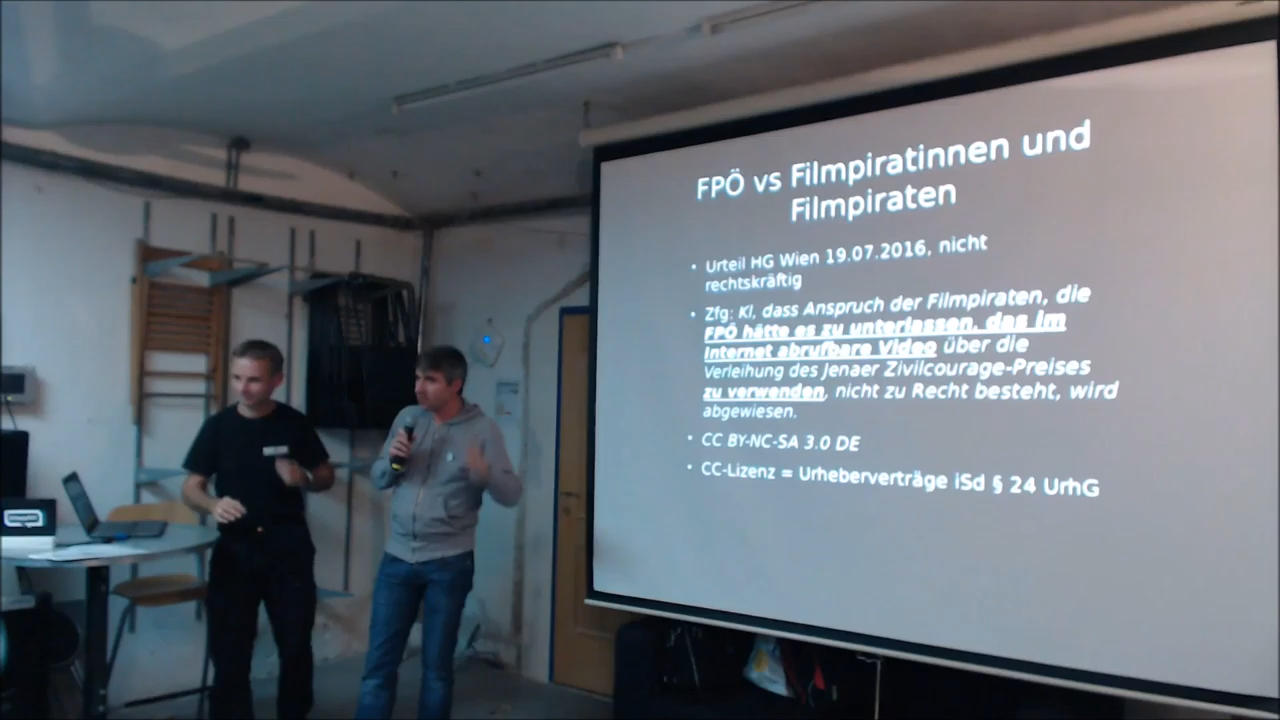 FPÖ vs Filmpiratinnen und
Filmpiraten
• Urteil HG Wien 19.07.2016, nicht
rechtskräftig
• Zfg: Kl, dass Anspruch der Filmpiraten, die
FPÖ hätte es zu unterlassen, das im
Internet abrufbare Video über die
Verleihung des Jenaer Zivilcourage-Preises
zu verwenden, nicht zu Recht besteht, wird
abgewiesen.
• CC BY-NC-SA 3.0 DE
• CC-Lizenz = Urheberverträge iSd § 24 UrhG